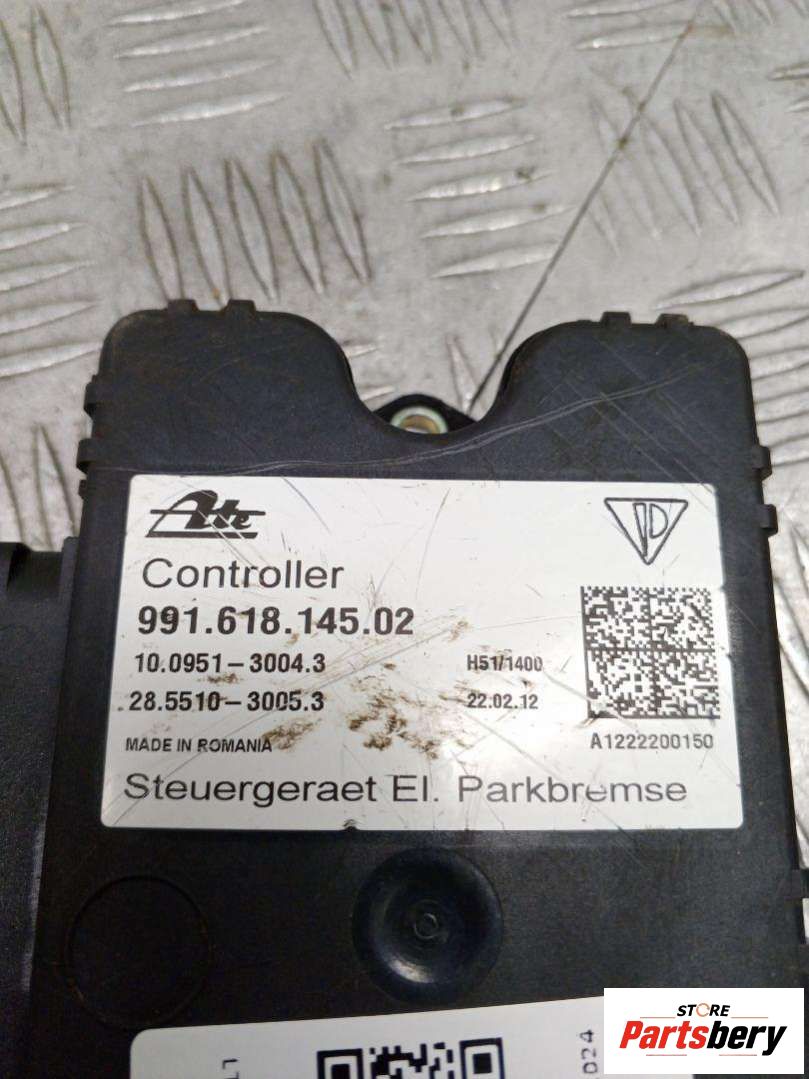 Ate
Controller
991.618.145.02
10.0951-3004.3 H51/1400
28.5510-3005.3 22.02.12
MADE IN ROMANIA A1222200150
Steuergeraet El. Parkbremse
STORE
Partsbery